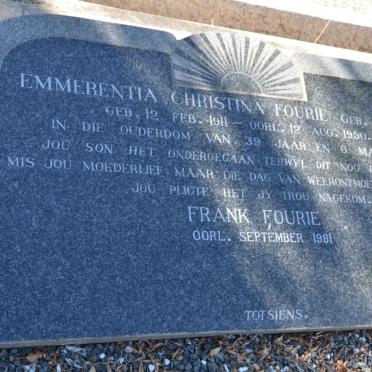 EMMERENTIA CHRISTINA FOURIE GEB.
GEB. 12 FEB. 1911 — OORL. 12 AUG. 1950.
IN DIE OUDERDOM VAN 39 JAAR EN 6 MA
JOU SON HET ONDERGEGAAN TERWYL DIT NOG
MIS JOU MOEDERLIEF, MAAR DIE DAG VAN WEERONTMOE
JOU PLIGTE HET JY TROU NAGEKOM.
FRANK FOURIE
OORL. SEPTEMBER 1981
TOTSIENS.